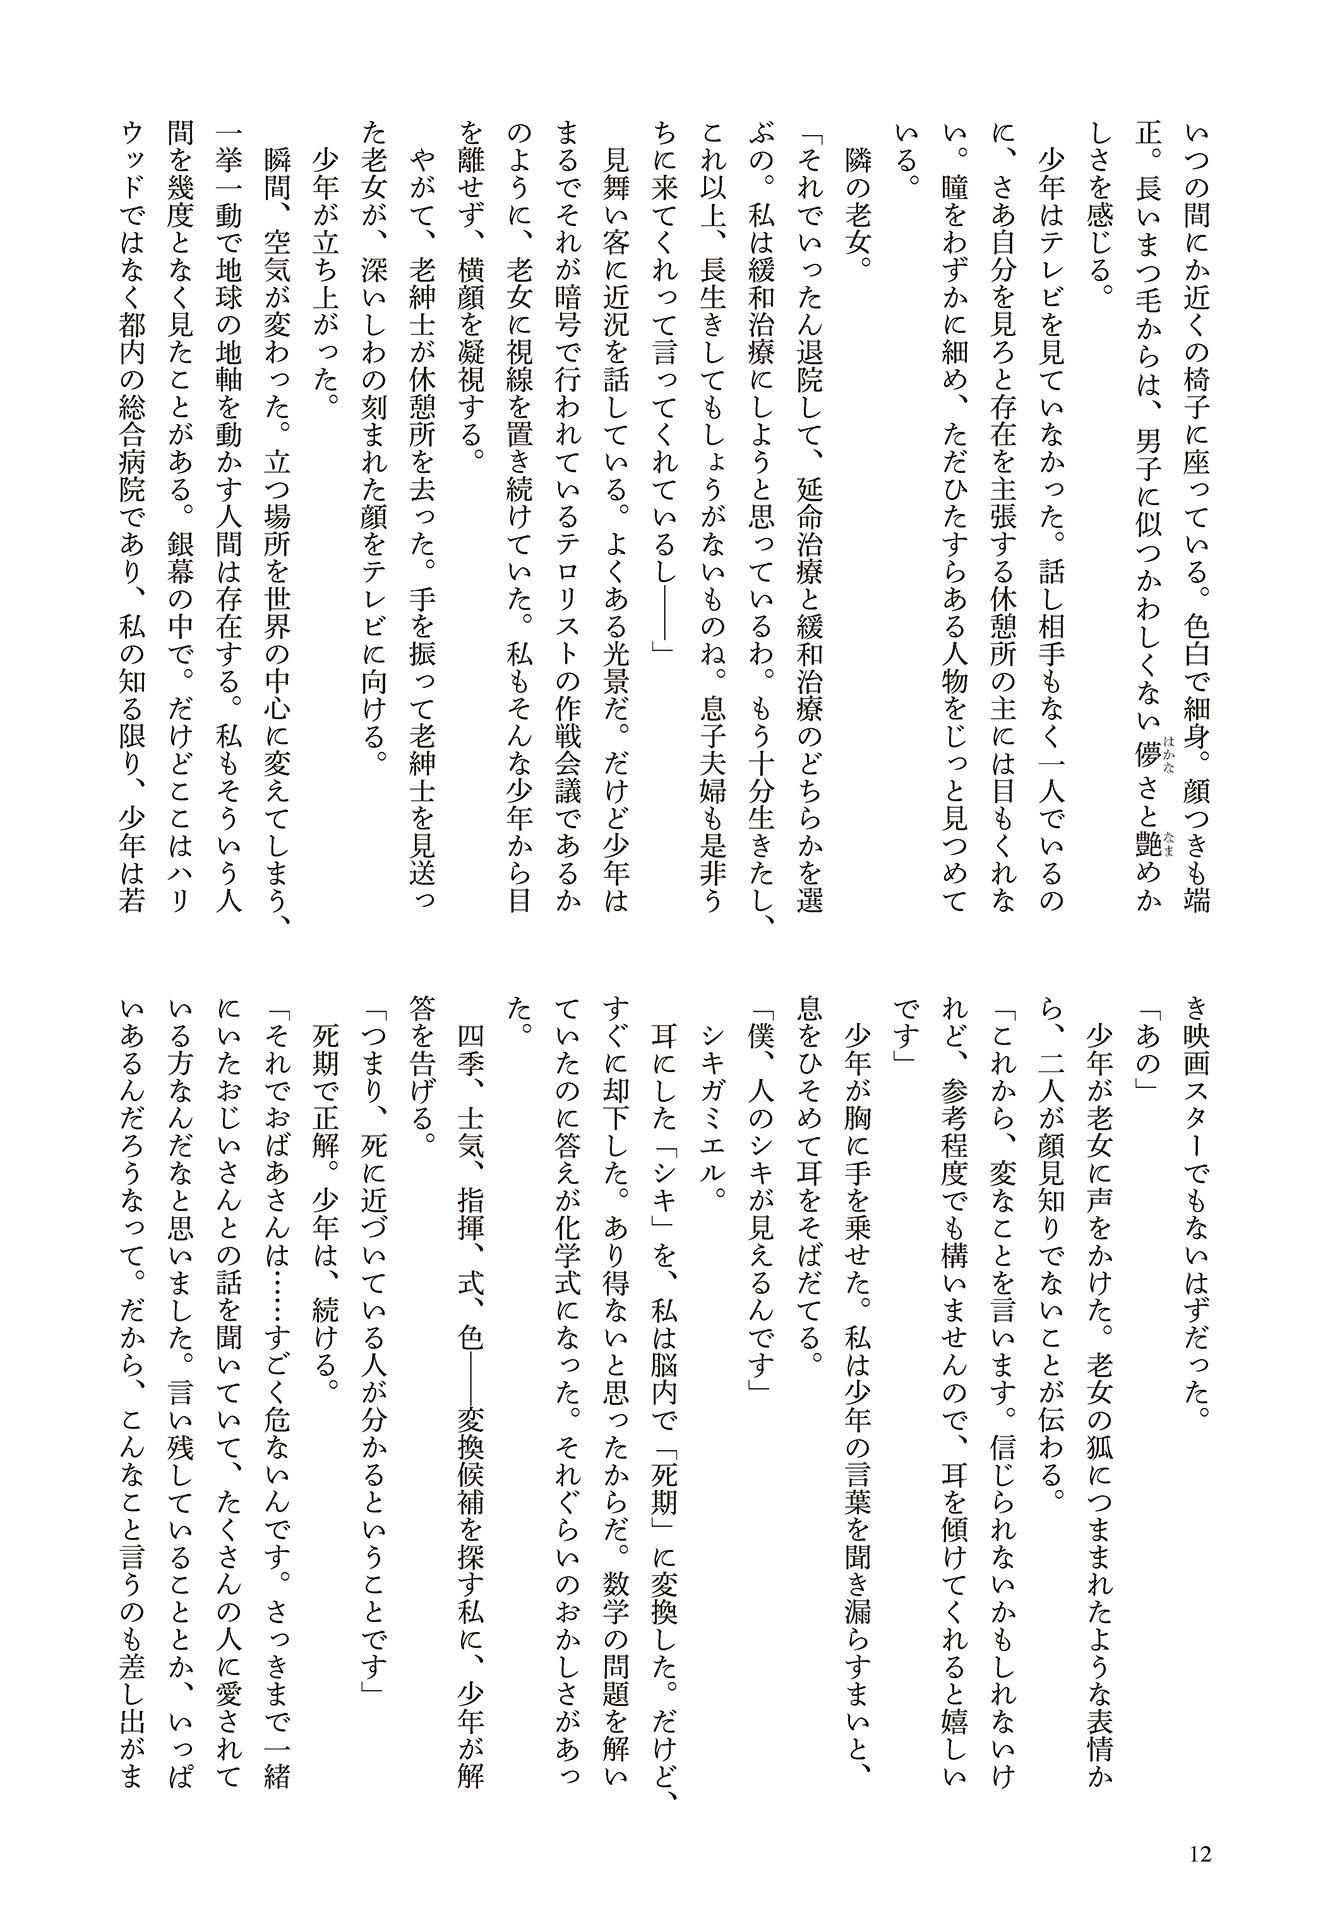 いつの間にか近くの椅子に座っている。色白で細身。顔つきも端
正。長いまつ毛からは、男子に似つかわしくない儚さと艶めか
はかな
なま
しさを感じる。
少年はテレビを見ていなかった。話し相手もなく一人でいるの
に、さあ自分を見ろと存在を主張する休憩所の主には目もくれな
い。瞳をわずかに細め、ただひたすらある人物をじっと見つめて
いる。
隣の老女。
「それでいったん退院して、延命治療と緩和治療のどちらかを選
ぶの。私は緩和治療にしようと思っているわ。もう十分生きたし、
これ以上、長生きしてもしょうがないものね。息子夫婦も是非う
ちに来てくれって言ってくれているし――」
見舞い客に近況を話している。よくある光景だ。だけど少年は
まるでそれが暗号で行われているテロリストの作戦会議であるか
のように、老女に視線を置き続けていた。私もそんな少年から目
を離せず、横顔を凝視する。
やがて、老紳士が休憩所を去った。手を振って老紳士を見送っ
た老女が、深いしわの刻まれた顔をテレビに向ける。
少年が立ち上がった。
瞬間、空気が変わった。立つ場所を世界の中心に変えてしまう、
一挙一動で地球の地軸を動かす人間は存在する。私もそういう人
間を幾度となく見たことがある。銀幕の中で。だけどここはハリ
ウッドではなく都内の総合病院であり、私の知る限り、少年は若
き映画スターでもないはずだった。
「あの」
少年が老女に声をかけた。老女の狐につままれたような表情か
ら、二人が顔見知りでないことが伝わる。
「これから、変なことを言います。信じられないかもしれないけ
れど、参考程度でも構いませんので、耳を傾けてくれると嬉しい
です」
少年が胸に手を乗せた。私は少年の言葉を聞き漏らすまいと、
息をひそめて耳をそばだてる。
「僕、人のシキが見えるんです」
シキガミエル。
耳にした「シキ」を、私は脳内で「死期」に変換した。だけど、
すぐに却下した。あり得ないと思ったからだ。数学の問題を解い
ていたのに答えが化学式になった。それぐらいのおかしさがあっ
た。
四季、士気、指揮、式、色――変換候補を探す私に、少年が解
答を告げる。
「つまり、死に近づいている人が分かるということです」
死期で正解。少年は、続ける。
「それでおばあさんは……すごく危ないんです。さっきまで一緒
にいたおじいさんとの話を聞いていて、たくさんの人に愛されて
いる方なんだなと思いました。言い残していることとか、いっぱ
いあるんだろうなって。だから、こんなこと言うのも差し出がま
12